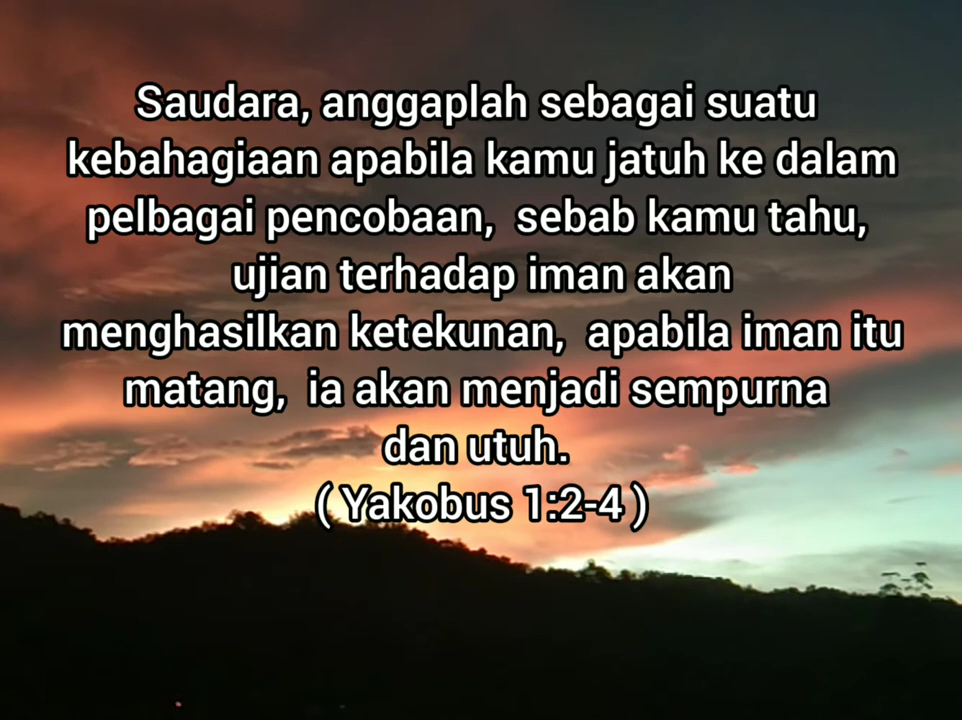 Saudara, anggaplah sebagai suatu
kebahagiaan apabila kamu jatuh ke dalam
pelbagai pencobaan, sebab kamu tahu,
ujian terhadap iman akan
menghasilkan ketekunan, apabila iman itu
matang, ia akan menjadi sempurna
dan utuh.
( Yakobus 1:2-4 )